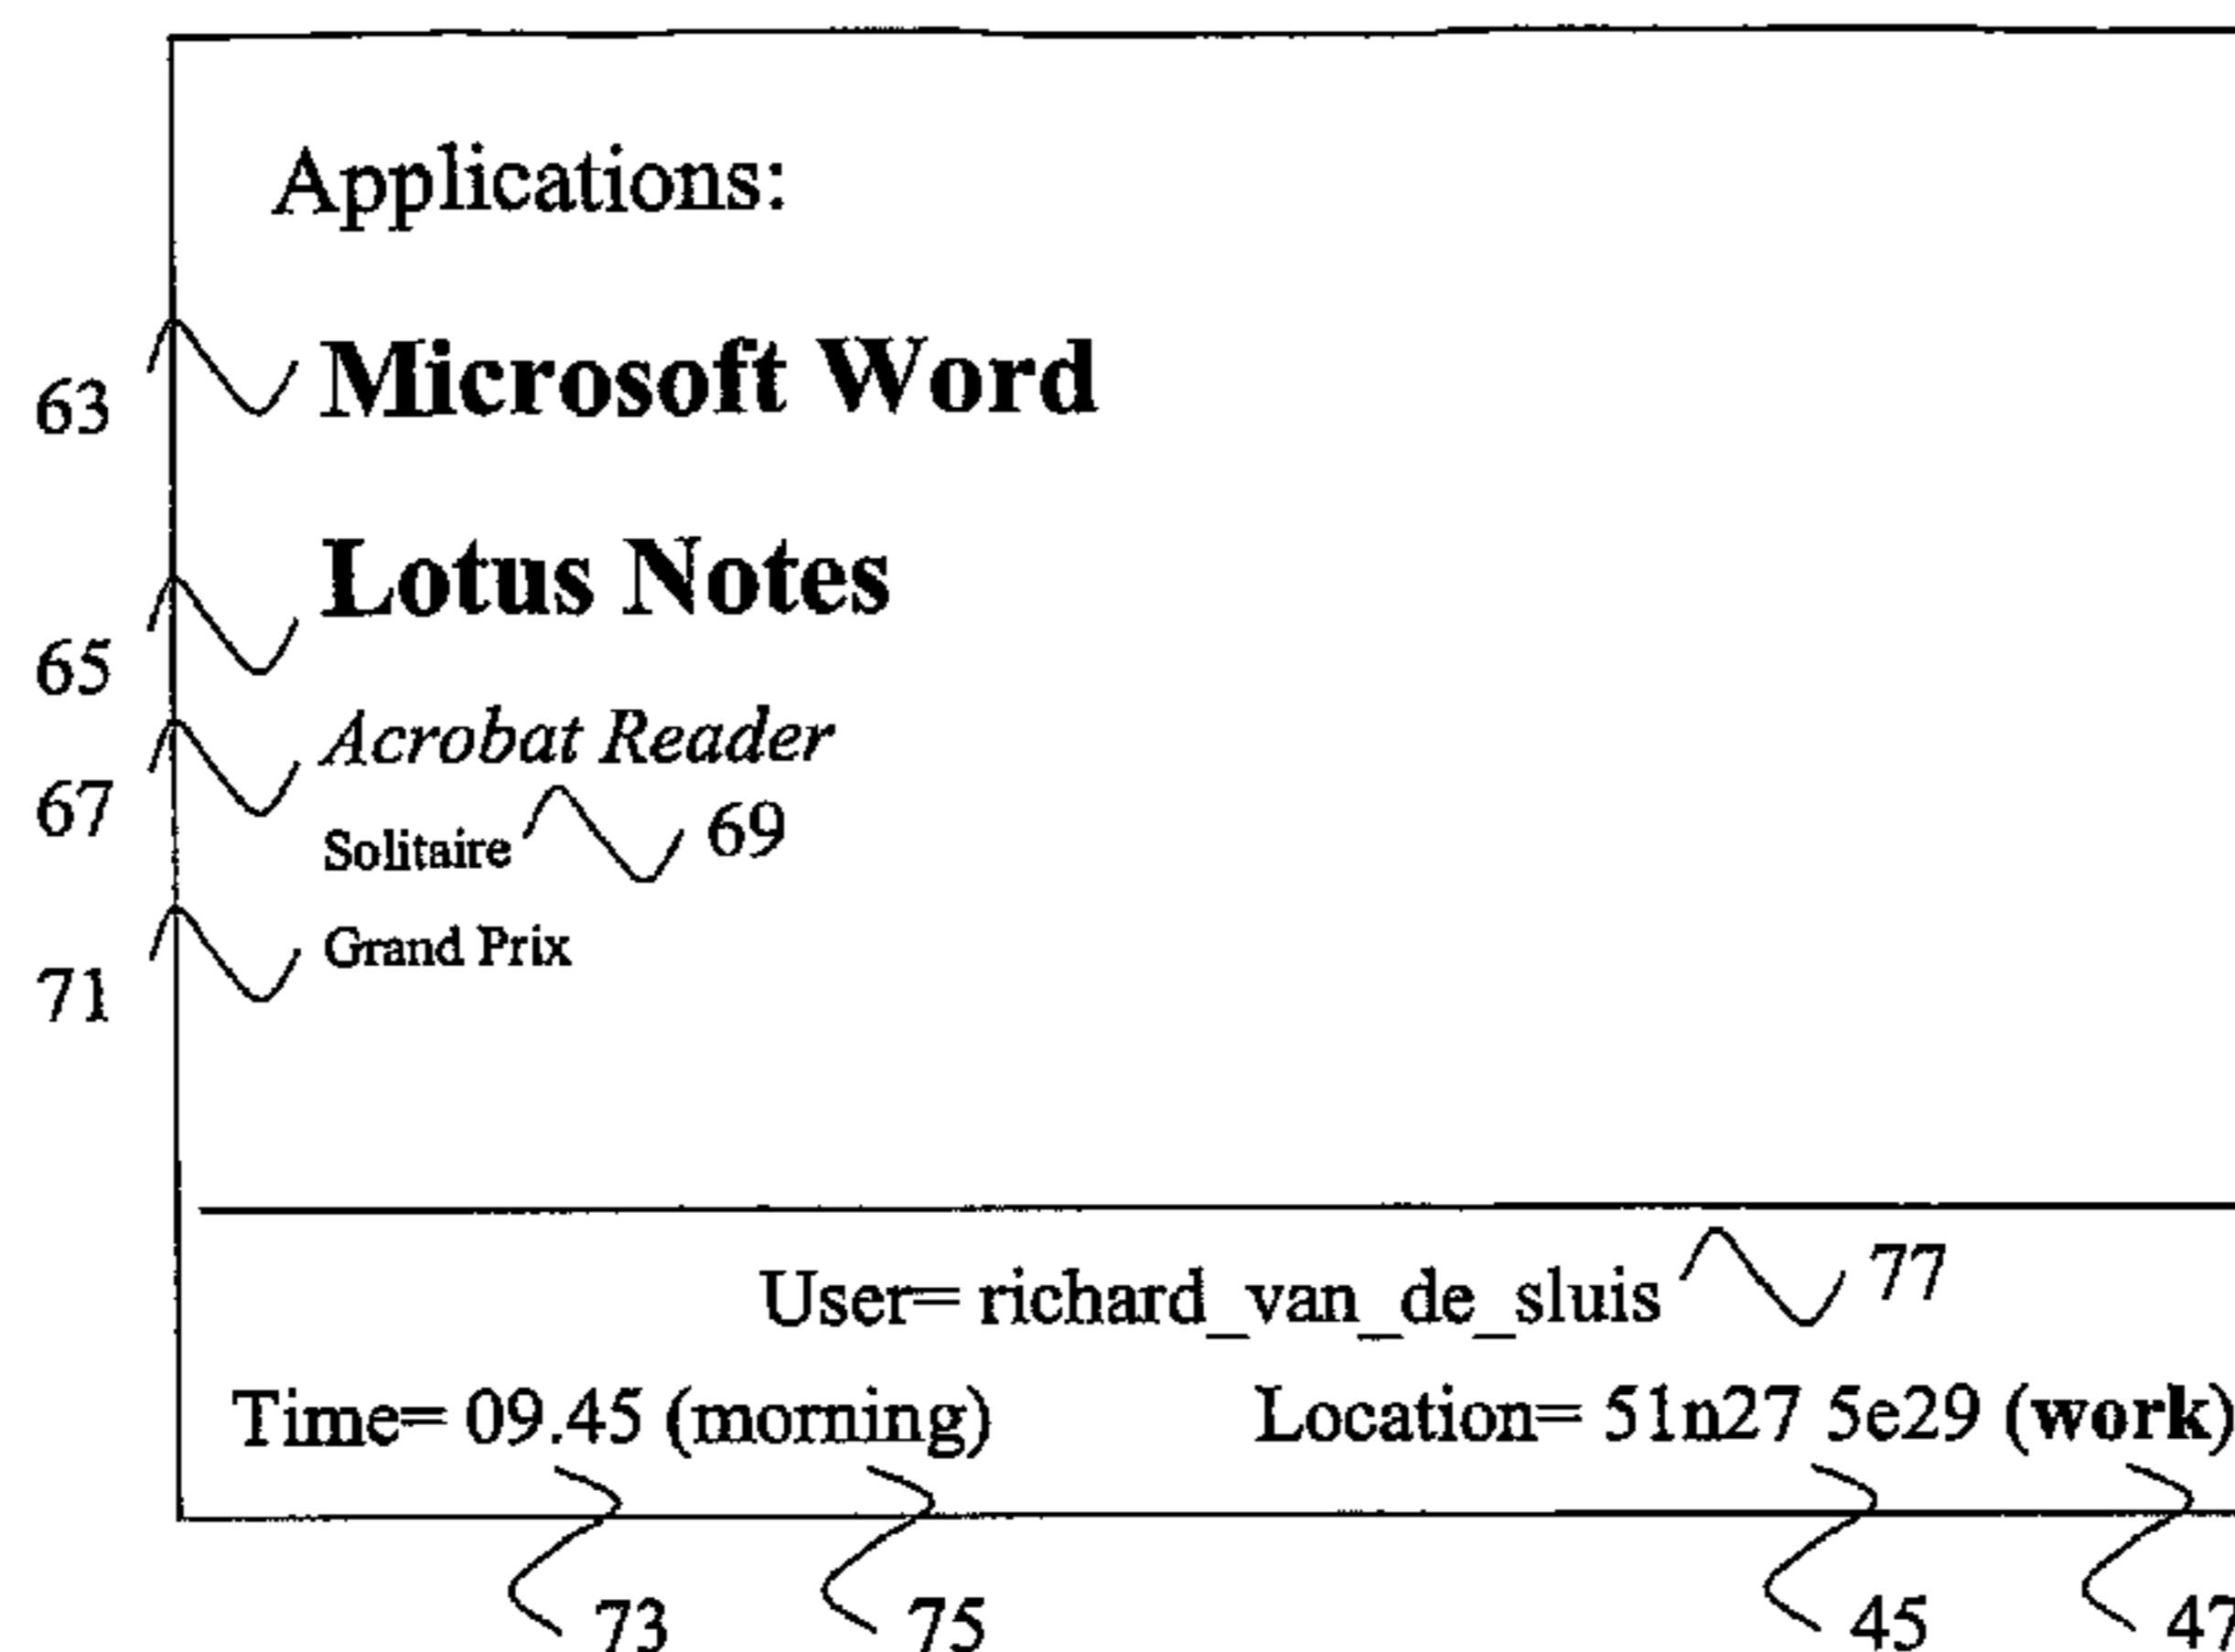 Applications:
63 Microsoft Word
65 Lotus Notes
67 Acrobat Reader
Solitaire 69
71 Grand Prix
User= richard_van_de_sluis 77
Time= 09.45 (morning) Location= 51n27 5e29 (work)
73 75 45 47